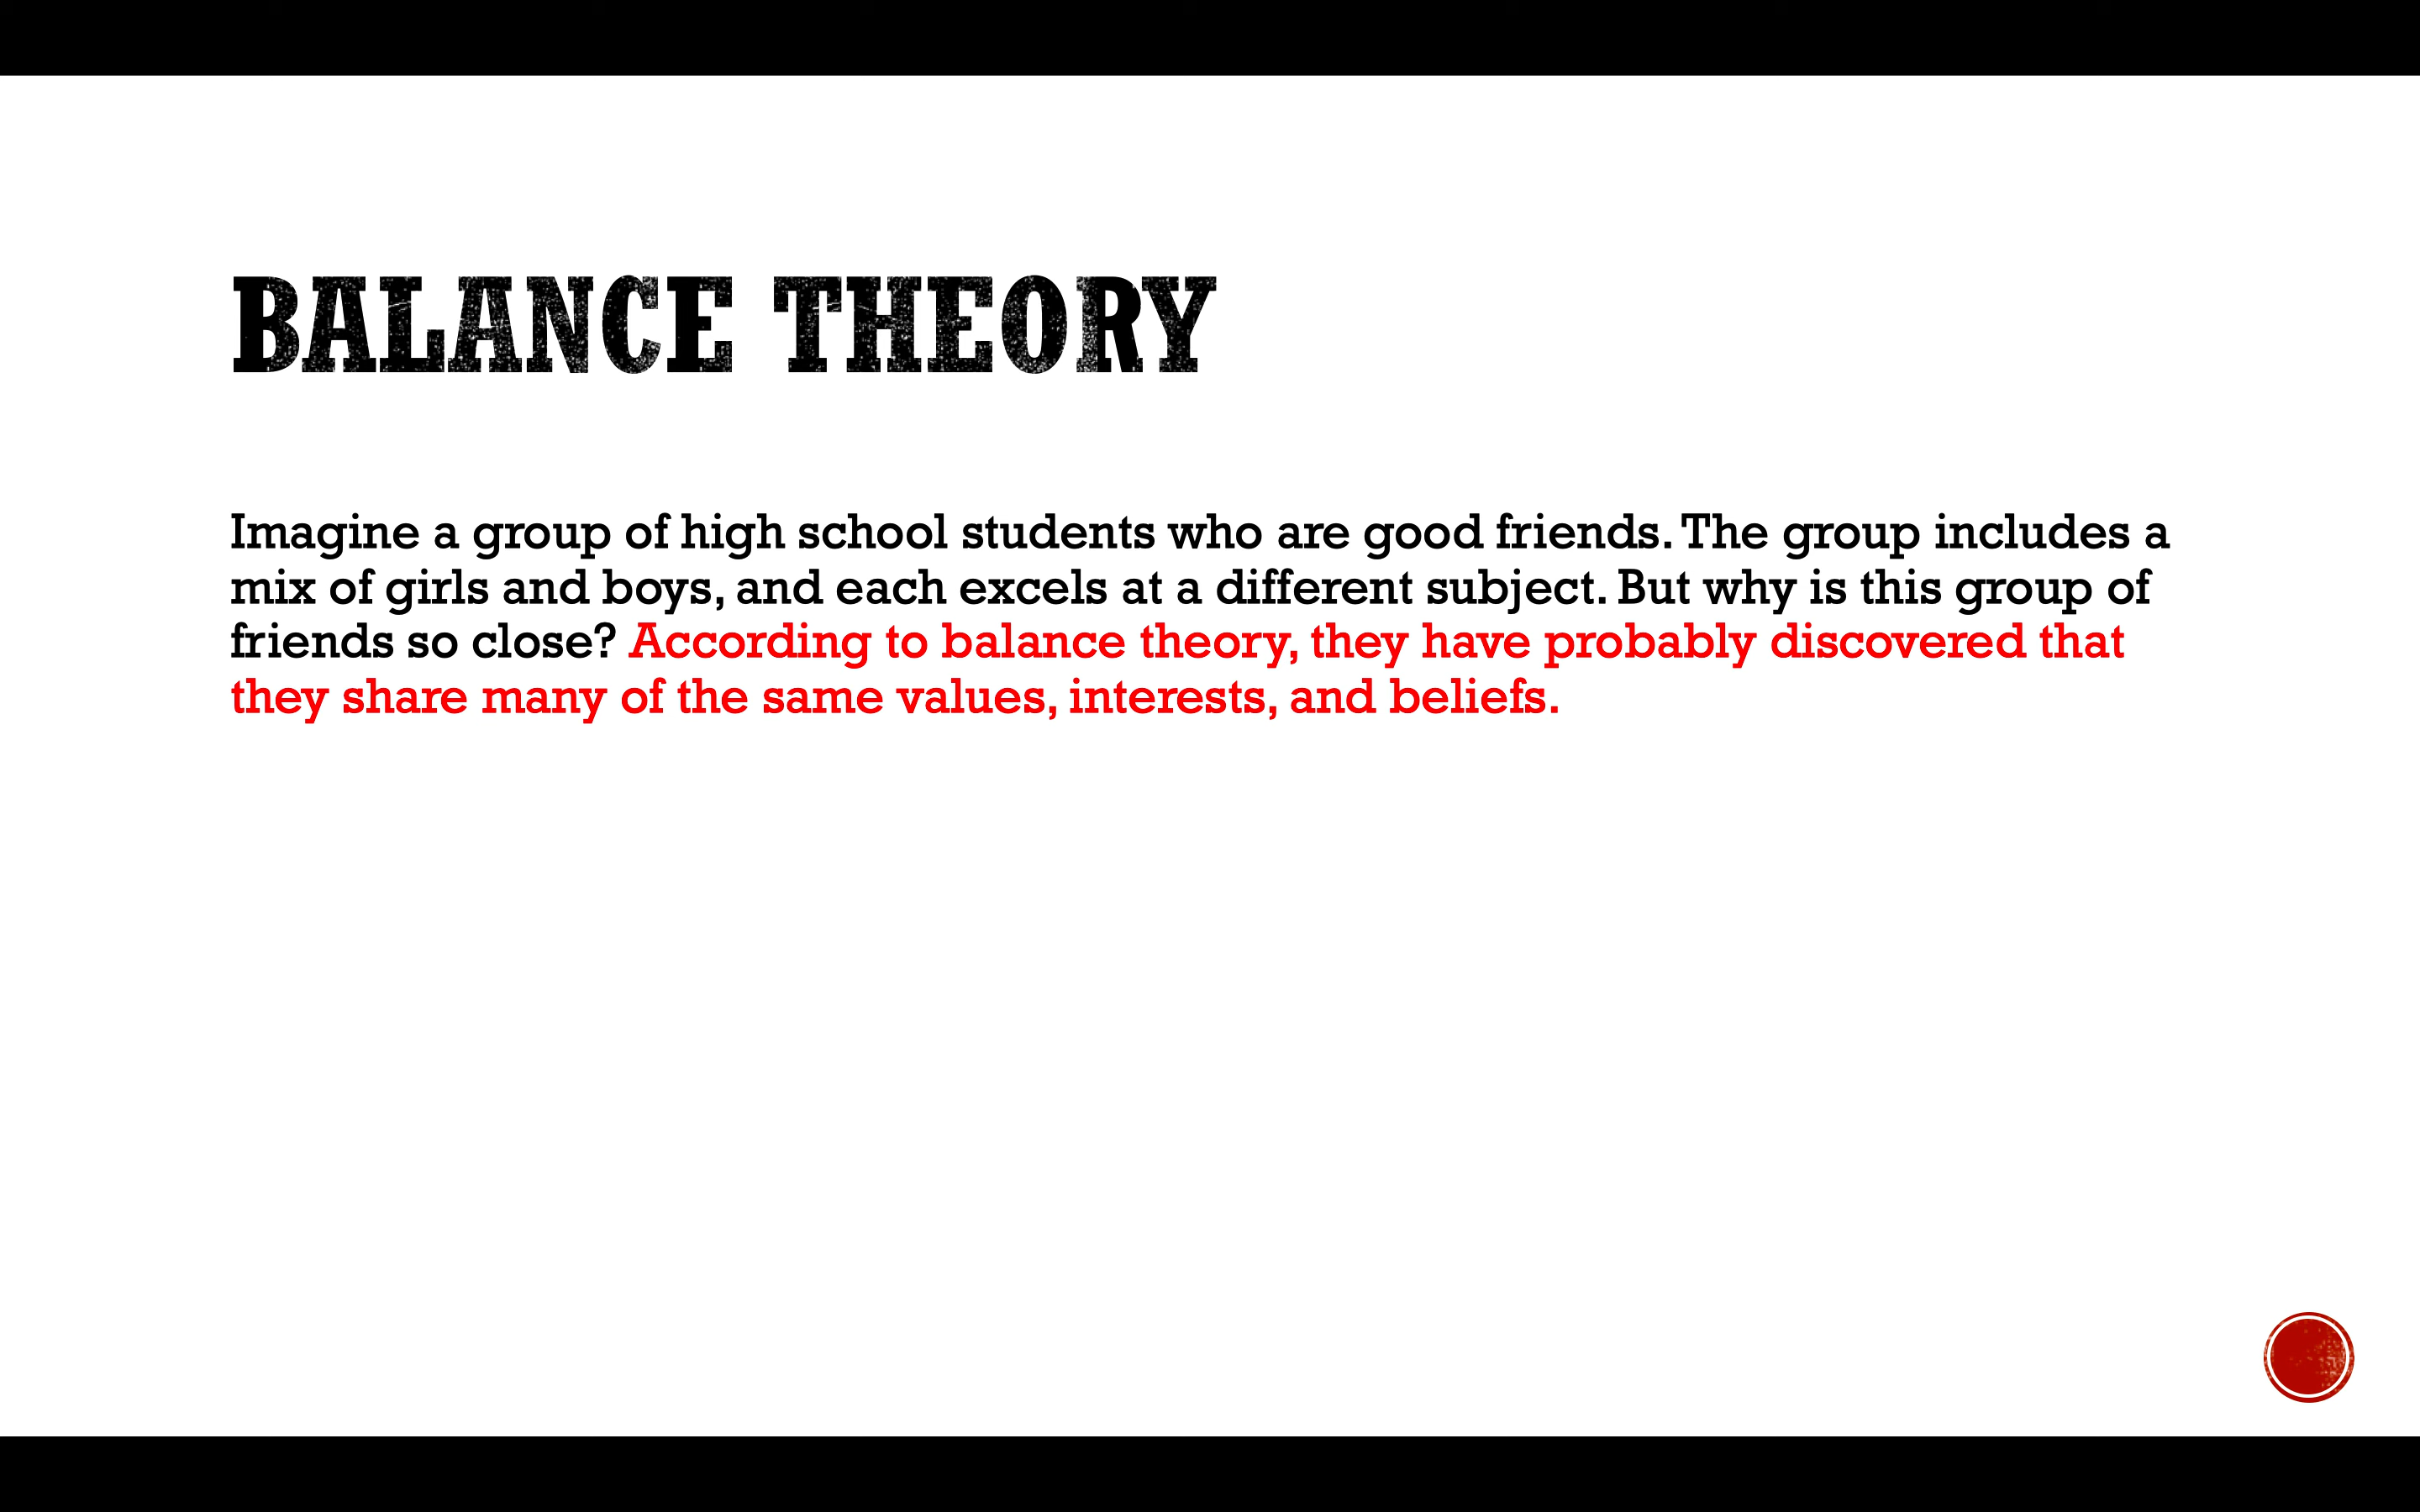 BALANCE THEORY
Imagine a group of high school students who are good friends. The group includes a
mix of girls and boys, and each excels at a different subject. But why is this group of
friends so close? According to balance theory, they have probably discovered that
they share many of the same values, interests, and beliefs.